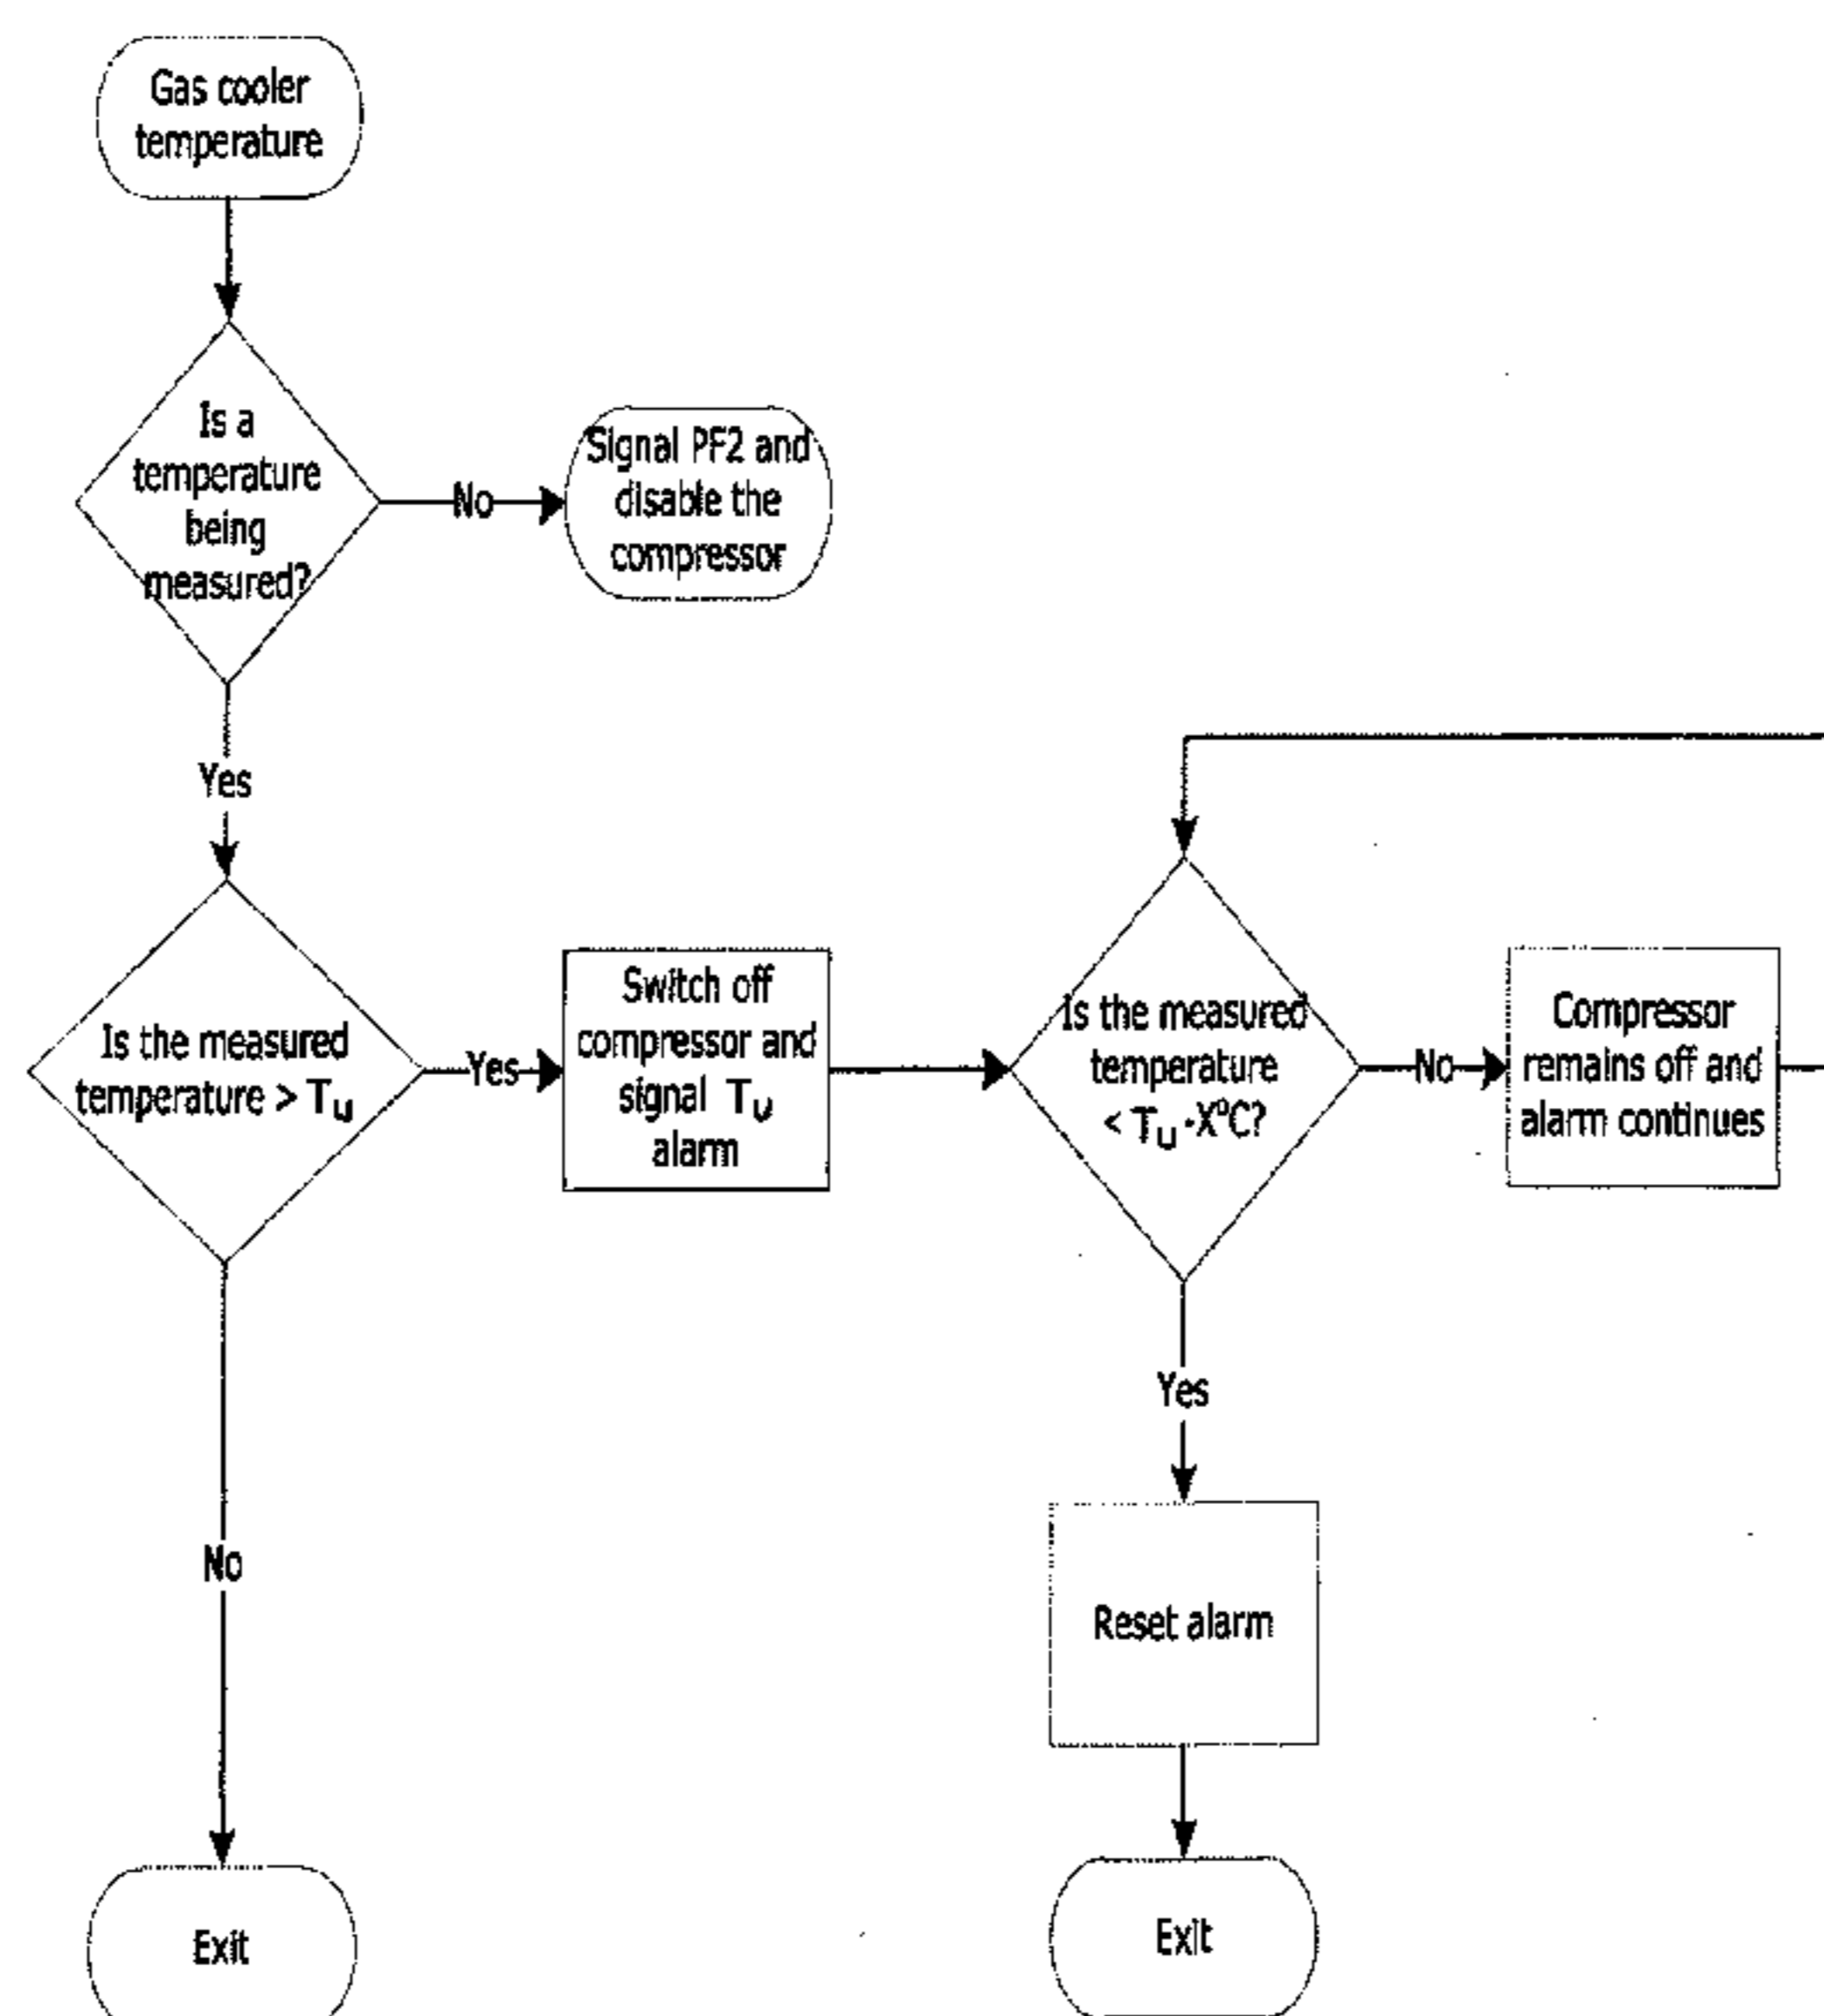 Gas cooler
temperature
Is a
temperature
being
measured?
No
Signal PF2 and
disable the
compressor
Yes
Is the measured
temperature > Tu
Yes
Switch off
compressor and
signal Tu
alarm
Is the measured
temperature
< Tu -X°C?
No
Compressor
remains off and
alarm continues
Yes
Reset alarm
No
Exit
Exit